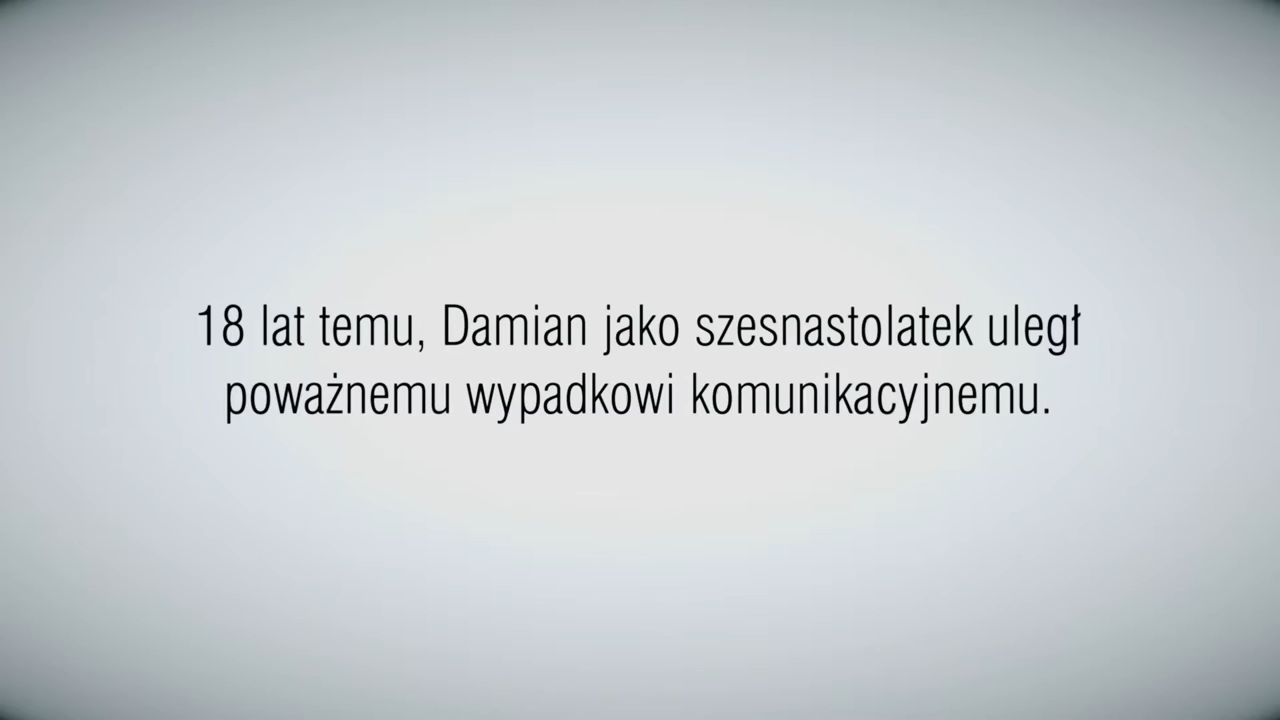 18 lat temu, Damian jako szesnastolatek uległ
poważnemu wypadkowi komunikacyjnemu.